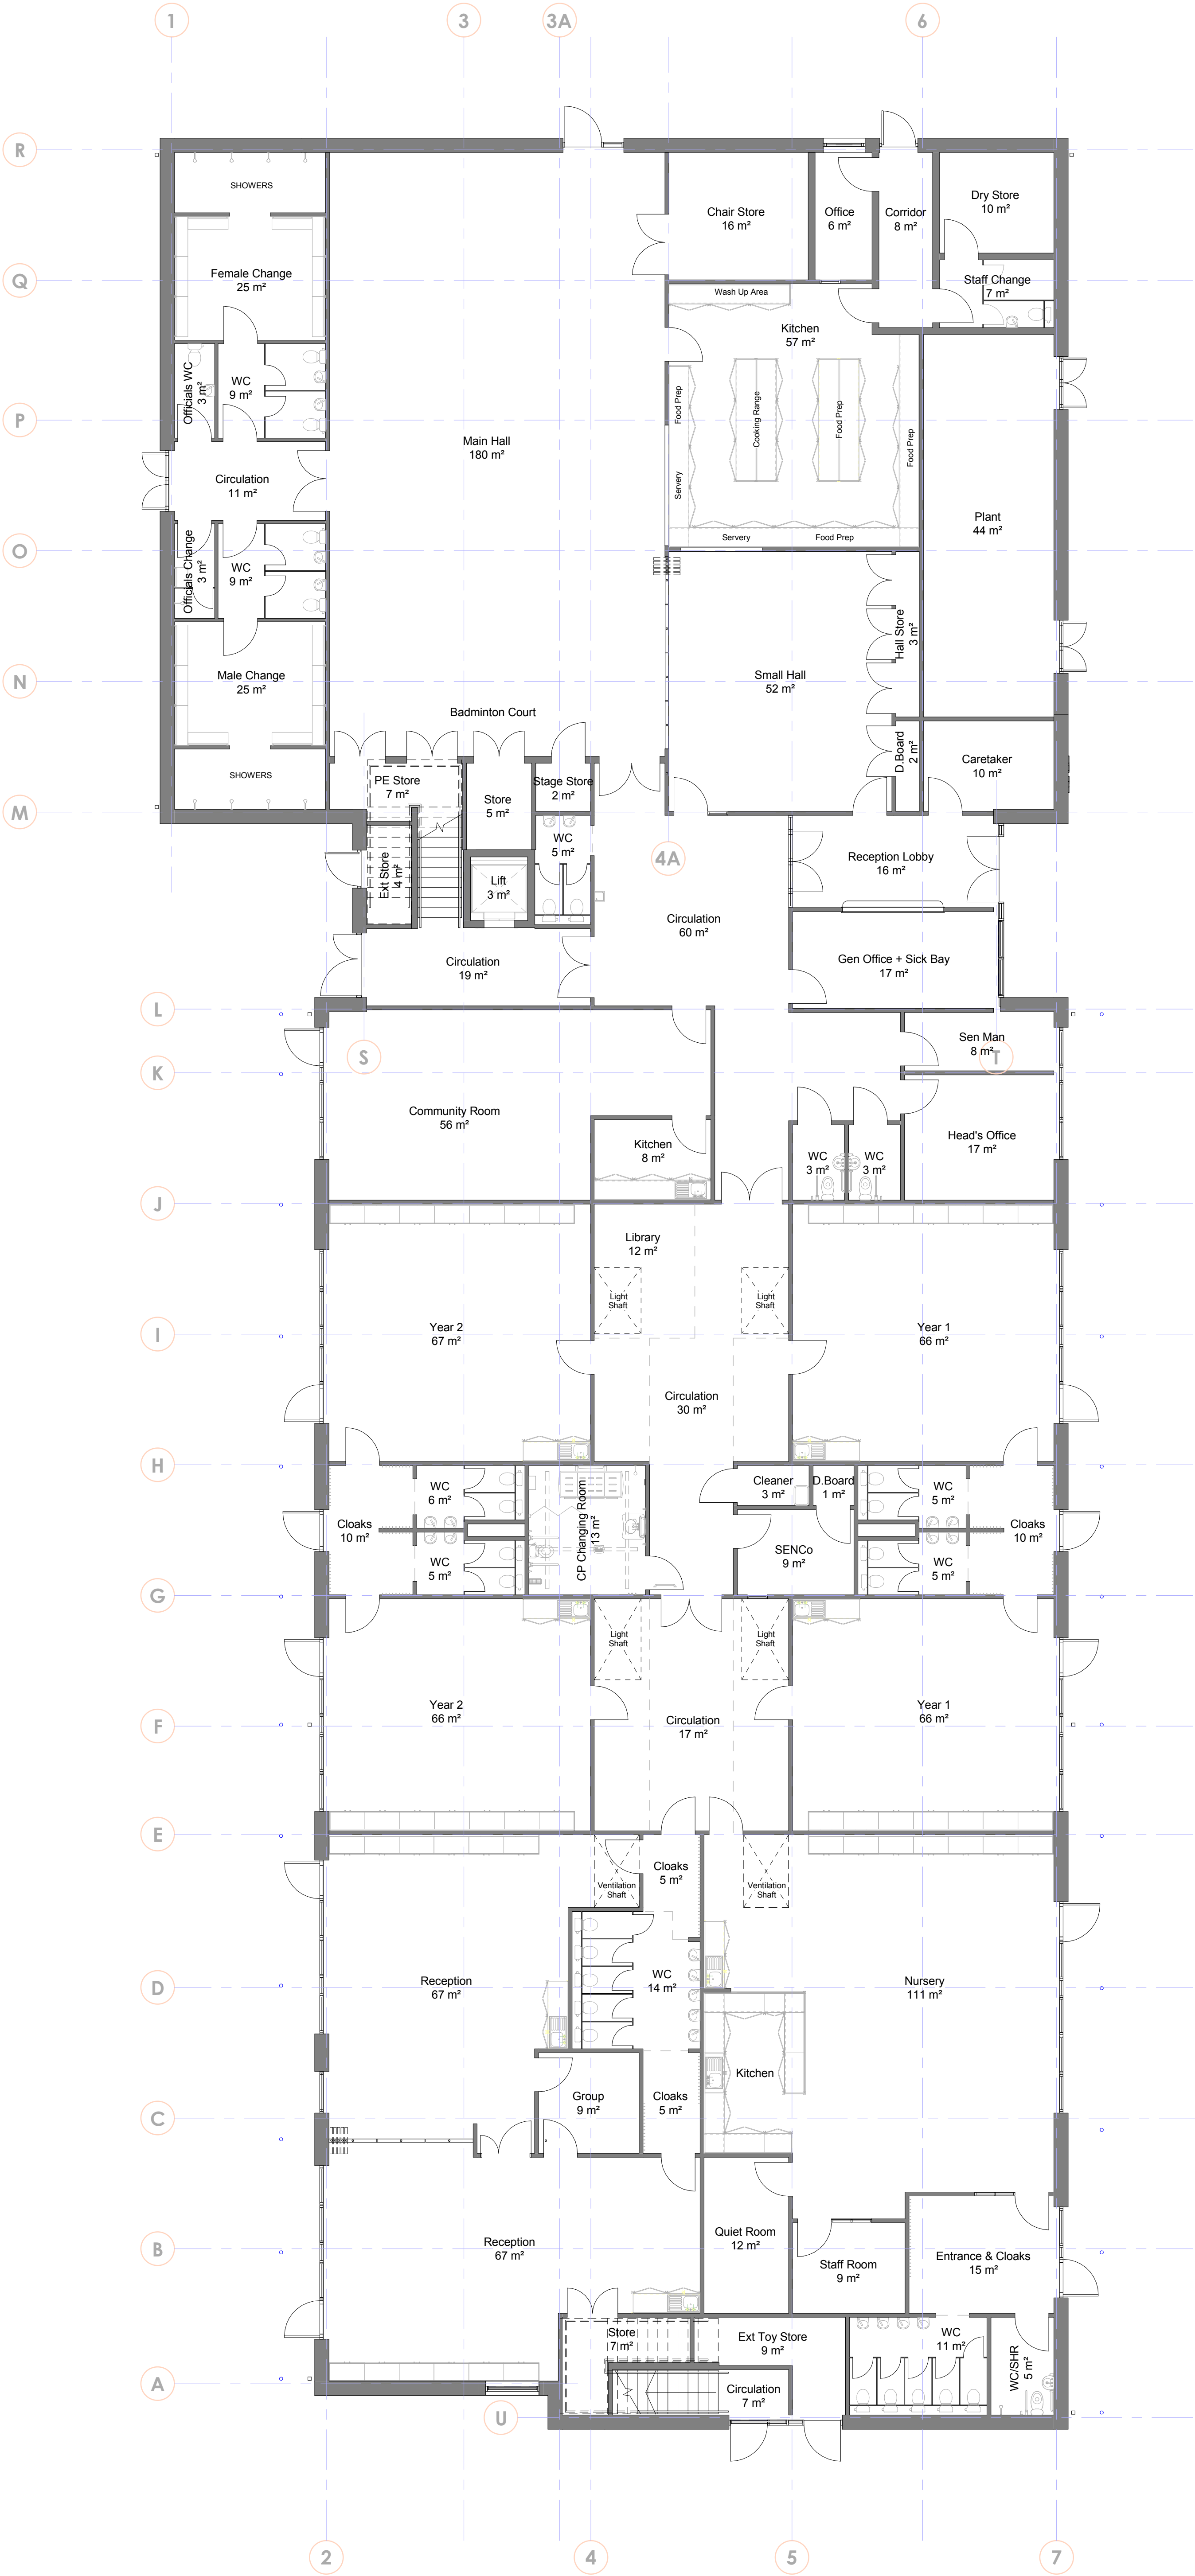 1
3
3A
6
R
SHOWERS
Chair Store
16 m²
Office
6 m²
Corridor
8 m²
Dry Store
10 m²
Female Change
25 m²
Q
Staff Change
7 m²
Wash Up Area
Kitchen
57 m²
Officials WC
3 m²
WC
9 m²
Food Prep
Cooking Range
Food Prep
Food Prep
P
Main Hall
180 m²
Circulation
11 m²
Servery
Plant
44 m²
Servery
Food Prep
O
Officials Change
3 m²
WC
9 m²
Hall Store
3 m²
Male Change
25 m²
N
Small Hall
52 m²
Badminton Court
D.Board
2 m²
Caretaker
10 m²
SHOWERS
PE Store
7 m²
Store
5 m²
Stage Store
2 m²
M
WC
5 m²
4A
Reception Lobby
16 m²
Ext Store
4 m²
Lift
3 m²
Circulation
60 m²
Circulation
19 m²
Gen Office + Sick Bay
17 m²
L
Sen Man
8 m²
S
T
K
Community Room
56 m²
Kitchen
8 m²
WC
3 m²
WC
3 m²
Head's Office
17 m²
J
Library
12 m²
Light
Shaft
Light
Shaft
I
Year 2
67 m²
Year 1
66 m²
Circulation
30 m²
H
WC
6 m²
Cloaks
10 m²
WC
5 m²
CP Changing Room
13 m²
Cleaner
3 m²
D.Board
1 m²
SENCo
9 m²
WC
5 m²
Cloaks
10 m²
WC
5 m²
G
Light
Shaft
Light
Shaft
Year 2
66 m²
Circulation
17 m²
Year 1
66 m²
F
E
Cloaks
5 m²
Ventilation
Shaft
Ventilation
Shaft
D
Reception
67 m²
WC
14 m²
Nursery
111 m²
Kitchen
Group
9 m²
Cloaks
5 m²
C
Reception
67 m²
Quiet Room
12 m²
Staff Room
9 m²
Entrance & Cloaks
15 m²
B
Store
7 m²
Ext Toy Store
9 m²
WC
11 m²
WC/SHR
5 m²
Circulation
7 m²
A
U
2
4
5
7